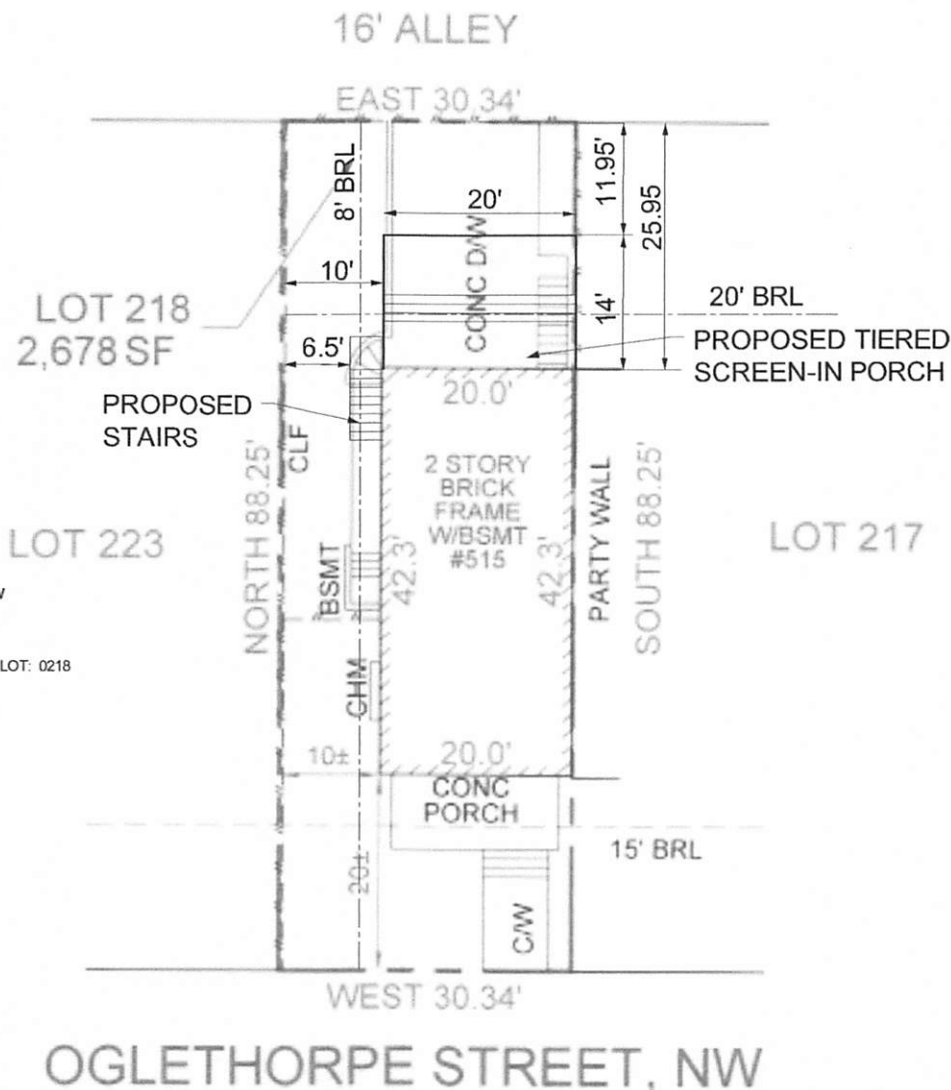 16' ALLEY
EAST 30.34'
8' BRL
11.95'
25.95
20'
CONC D/W
10'
14'
20' BRL
LOT 218
2,678 SF
6.5'
PROPOSED TIERED
SCREEN-IN PORCH
20.0'
PROPOSED
STAIRS
CLF
2 STORY
BRICK
FRAME
W/BSMT
#515
NORTH 88.25'
LOT 223
BSMT
42.3'
42.3'
PARTY WALL
SOUTH 88.25'
LOT 217
LOT: 0218
CHM
10±
20.0'
CONC
PORCH
15' BRL
20±
C/W
WEST 30.34'
OGLETHORPE STREET, NW